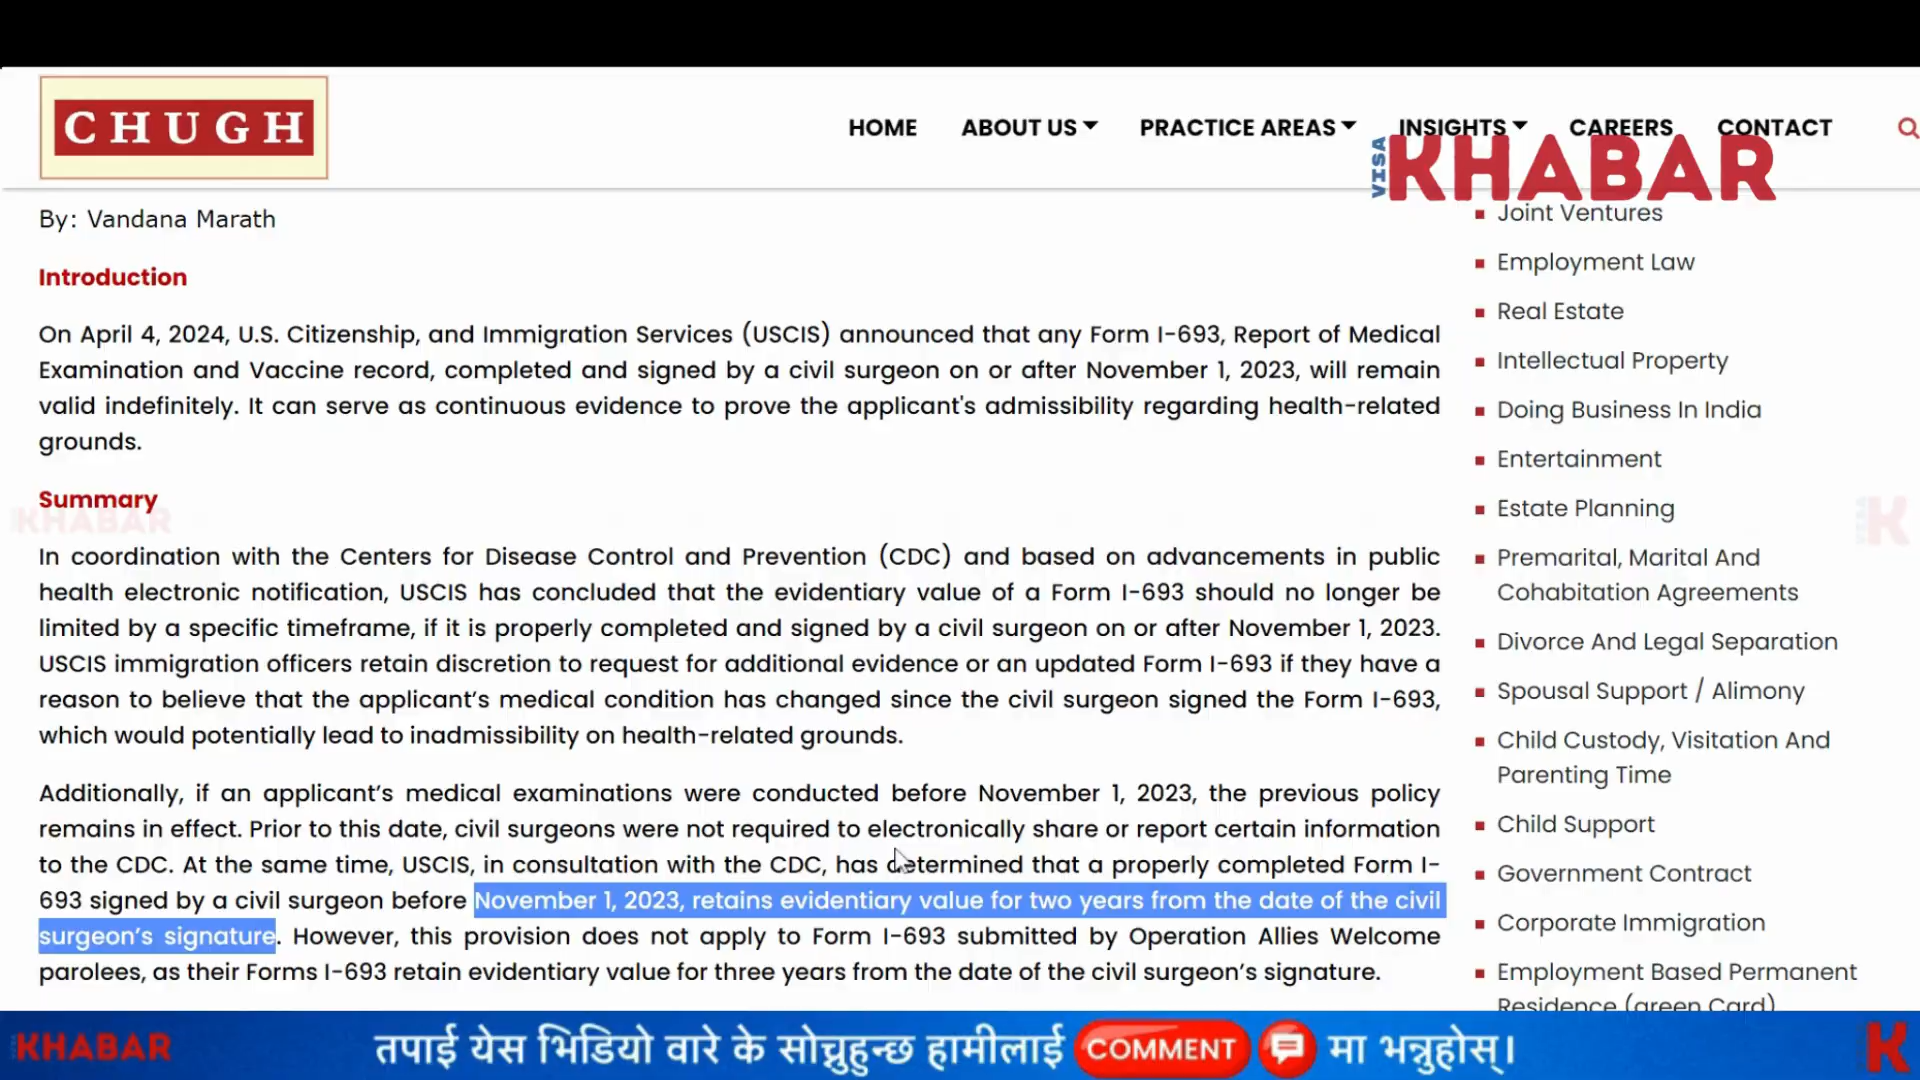 CHUGH
HOME ABOUT US PRACTICE AREAS INSIGHTS CAREERS CONTACT
VISA KHABAR
By: Vandana Marath
Introduction
On April 4, 2024, U.S. Citizenship, and Immigration Services (USCIS) announced that any Form I-693, Report of Medical
Examination and Vaccine record, completed and signed by a civil surgeon on or after November 1, 2023, will remain
valid indefinitely. It can serve as continuous evidence to prove the applicant's admissibility regarding health-related
grounds.
Summary
KHABAR
In coordination with the Centers for Disease Control and Prevention (CDC) and based on advancements in public
health electronic notification, USCIS has concluded that the evidentiary value of a Form I-693 should no longer be
limited by a specific timeframe, if it is properly completed and signed by a civil surgeon on or after November 1, 2023.
USCIS immigration officers retain discretion to request for additional evidence or an updated Form I-693 if they have a
reason to believe that the applicant's medical condition has changed since the civil surgeon signed the Form I-693,
which would potentially lead to inadmissibility on health-related grounds.
Additionally, if an applicant's medical examinations were conducted before November 1, 2023, the previous policy
remains in effect. Prior to this date, civil surgeons were not required to electronically share or report certain information
to the CDC. At the same time, USCIS, in consultation with the CDC, has determined that a properly completed Form I-
693 signed by a civil surgeon before November 1, 2023, retains evidentiary value for two years from the date of the civil
surgeon's signature. However, this provision does not apply to Form I-693 submitted by Operation Allies Welcome
parolees, as their Forms I-693 retain evidentiary value for three years from the date of the civil surgeon's signature.
Joint Ventures
Employment Law
Real Estate
Intellectual Property
Doing Business In India
Entertainment
Estate Planning
K
Premarital, Marital And
Cohabitation Agreements
Divorce And Legal Separation
Spousal Support / Alimony
Child Custody, Visitation And
Parenting Time
Child Support
Government Contract
Corporate Immigration
Employment Based Permanent
Residence (green Card)
KHABAR
तपाई येस भिडियो वारे के सोच्नुहुन्छ हामीलाई COMMENT मा भन्नुहोस्।
K